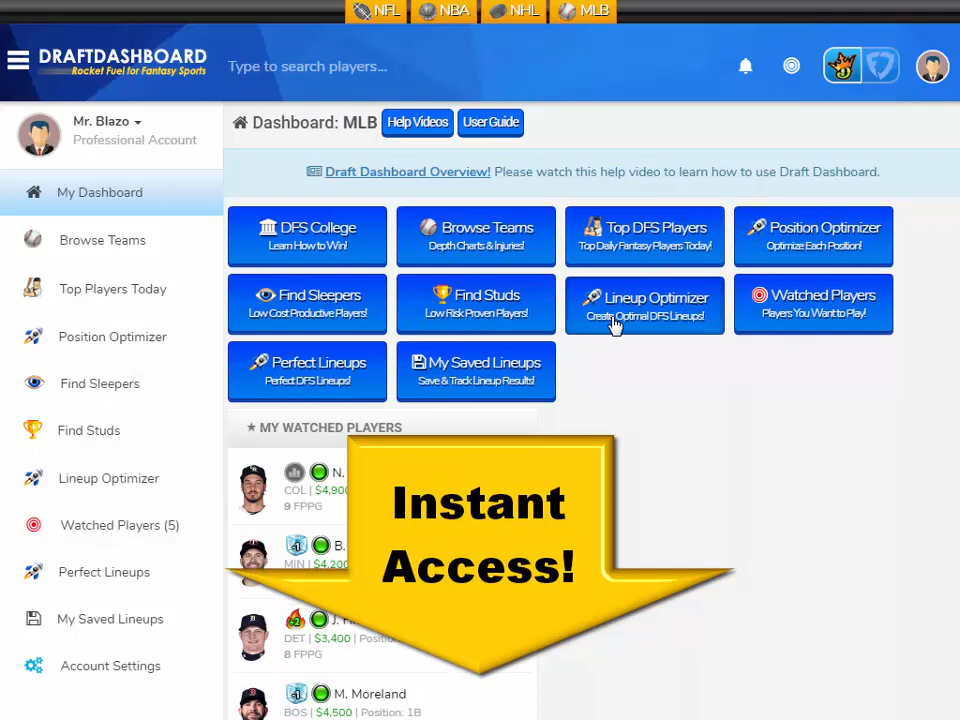 NFL NBA NHL MLB
DRAFTDASHBOARD
Rocket Fuel for Fantasy Sports
Type to search players...
Mr. Blazo
Professional Account
My Dashboard
Browse Teams
Top Players Today
Position Optimizer
Find Sleepers
Find Studs
Lineup Optimizer
Watched Players (5)
Perfect Lineups
My Saved Lineups
Account Settings
Dashboard: MLB Help Videos User Guide
Draft Dashboard Overview! Please watch this help video to learn how to use Draft Dashboard.
DFS College
Learn How to Win!
Browse Teams
Depth Charts & Injuries!
Top DFS Players
Top Daily Fantasy Players Today!
Position Optimizer
Optimize Each Position!
Find Sleepers
Low Cost Productive Players!
Find Studs
Low Risk Proven Players!
Lineup Optimizer
Create Optimal DFS Lineups!
Watched Players
Players You Want to Play!
Perfect Lineups
Perfect DFS Lineups!
My Saved Lineups
Save & Track Lineup Results!
MY WATCHED PLAYERS
N.
COL | $4,900
9 FPPG
B.
MIN | $4,200
J.
DET | $3,400 | Position:
8 FPPG
M. Moreland
BOS | $4,500 | Position: 1B
Instant
Access!